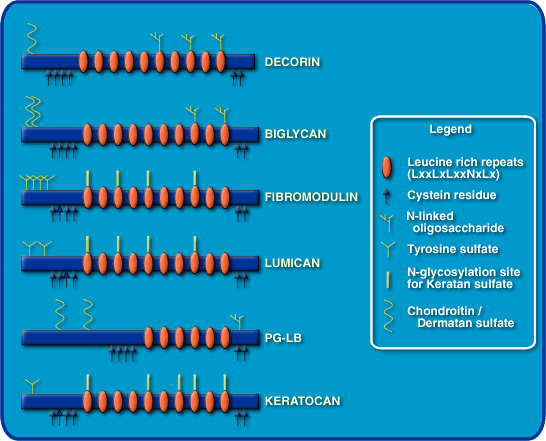 DECORIN
BIGLYCAN
FIBROMODULIN
LUMICAN
PG-LB
KERATOCAN
Legend
Leucine rich repeats
(LxxLxLxxNxLx)
Cystein residue
N-linked
oligosaccharide
Tyrosine sulfate
N-glycosylation site
for Keratan sulfate
Chondroitin /
Dermatan sulfate